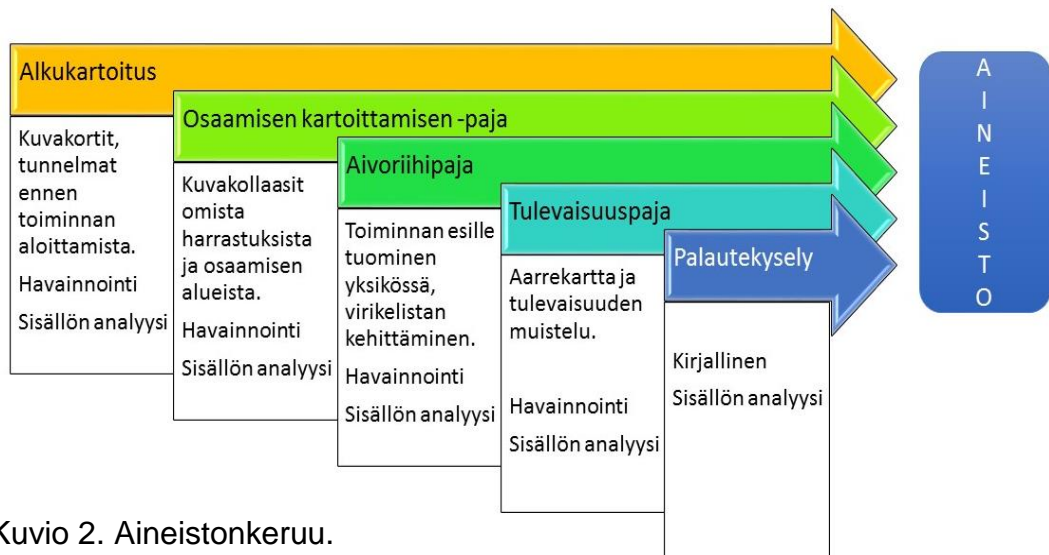 Alkukartoitus
Kuvakortit,
tunnelmat
ennen
toiminnan
aloittamista.
Havainnointi
Sisällön analyysi
Osaamisen kartoittamisen -paja
Kuvakollaasit
omista
harrastuksista
ja osaamisen
alueista.
Havainnointi
Sisällön analyysi
Aivoriihipaja
Toiminnan esille
tuominen
yksikössä,
virikelistan
kehittäminen.
Havainnointi
Sisällön analyysi
Tulevaisuuspaja
Aarrekartta ja
tulevaisuuden
muistelu.
Havainnointi
Sisällön analyysi
Palautekysely
Kirjallinen
Sisällön analyysi
A
I
N
E
I
S
T
O
Kuvio 2. Aineistonkeruu.